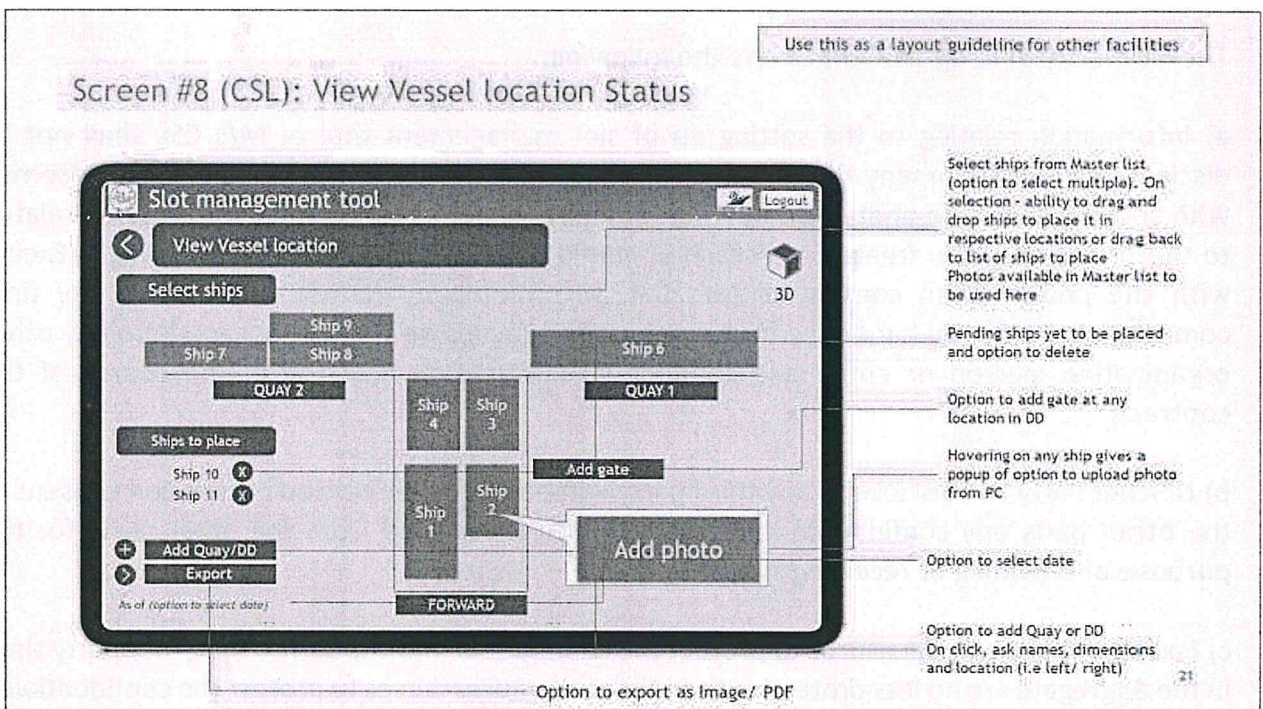 Use this as a layout guideline for other facilities
Screen #8 (CSL): View Vessel location Status
Slot management tool
Logout
View Vessel location
Select ships
3D
Ship 9
Ship 7
Ship 8
Ship 6
QUAY 2
QUAY 1
Ship
4
Ship
3
Ships to place
Add gate
Ship 10 X
Ship 11 X
Ship
1
Ship
2
Add photo
Add Quay/DD
Export
As of (option to select date)
FORWARD
Select ships from Master list
(option to select multiple). On
selection - ability to drag and
drop ships to place it in
respective locations or drag back
to list of ships to place
Photos available in Master list to
be used here
Pending ships yet to be placed
and option to delete
Option to add gate at any
location in DD
Hovering on any ship gives a
popup of option to upload photo
from PC
Option to select date
Option to add Quay or DD
On click, ask names, dimensions
and location (i.e left/ right)
21
Option to export as Image/ PDF